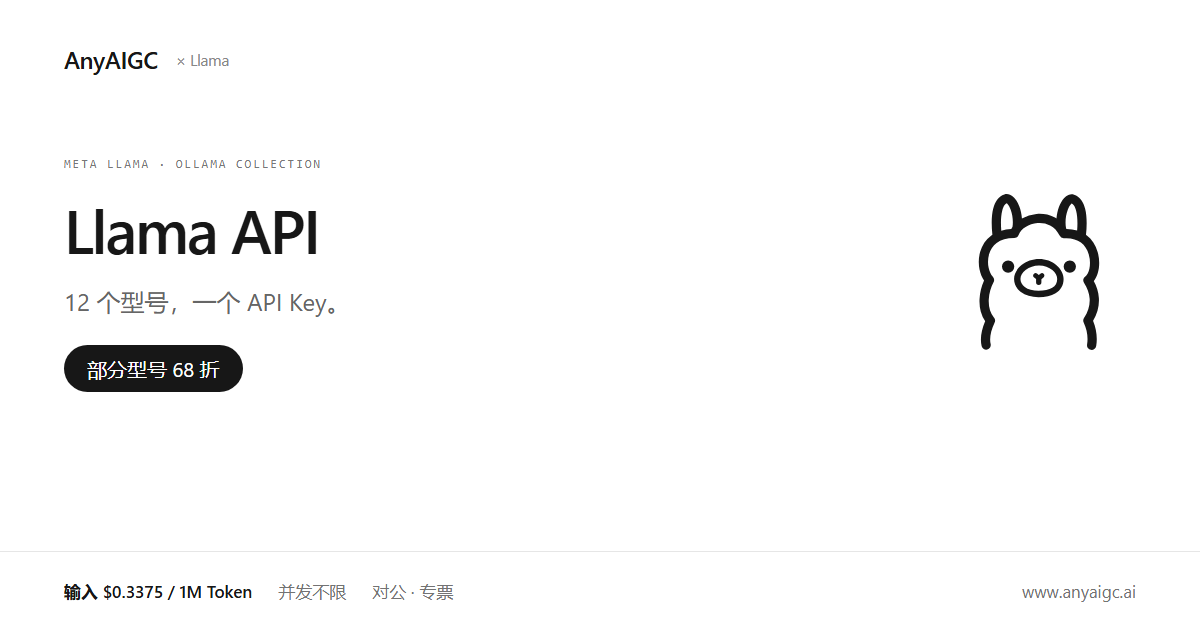 AnyAIGC × Llama
META LLAMA · OLLAMA COLLECTION
Llama API
12 个型号，一个 API Key。
部分型号 68 折
输入 $0.3375 / 1M Token 并发不限 对公 · 专票 www.anyaigc.ai